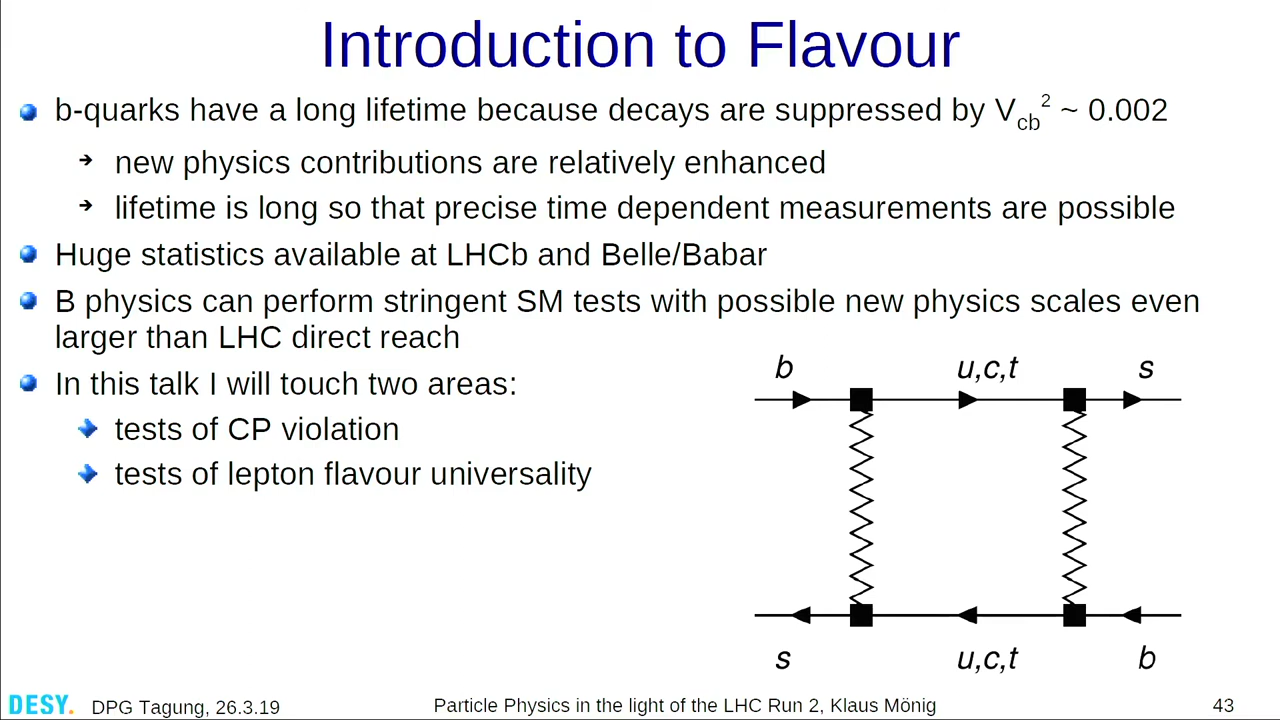 Introduction to Flavour
b-quarks have a long lifetime because decays are suppressed by Vcb² ~ 0.002
new physics contributions are relatively enhanced
lifetime is long so that precise time dependent measurements are possible
Huge statistics available at LHCb and Belle/Babar
B physics can perform stringent SM tests with possible new physics scales even
larger than LHC direct reach
In this talk I will touch two areas:
tests of CP violation
tests of lepton flavour universality
b u,c,t s
s u,c,t b
DESY. DPG Tagung, 26.3.19 Particle Physics in the light of the LHC Run 2, Klaus Mönig 43